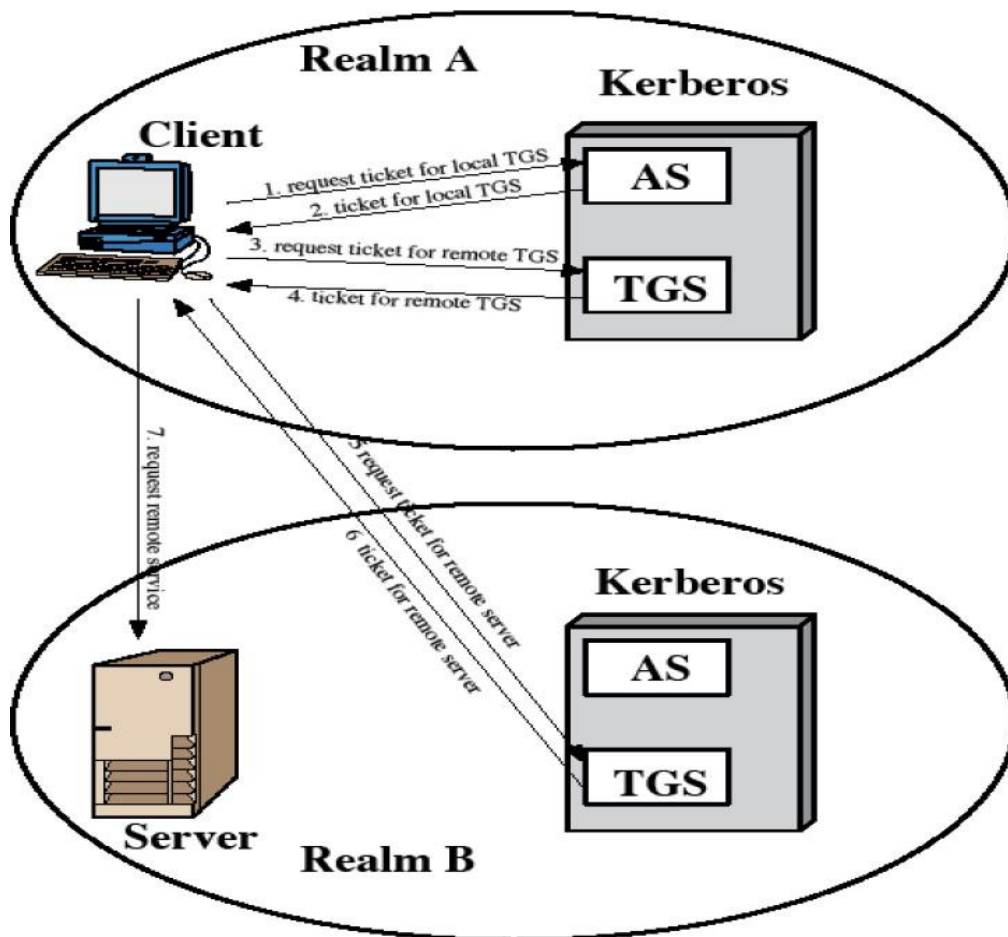 Realm A
Kerberos
Client
AS
1. request ticket for local TGS
2. ticket for local TGS
3. request ticket for remote TGS
TGS
4. ticket for remote TGS
7. request remote service
5 request ticket for remote server
6 ticket for remote server
Kerberos
AS
TGS
Server
Realm B